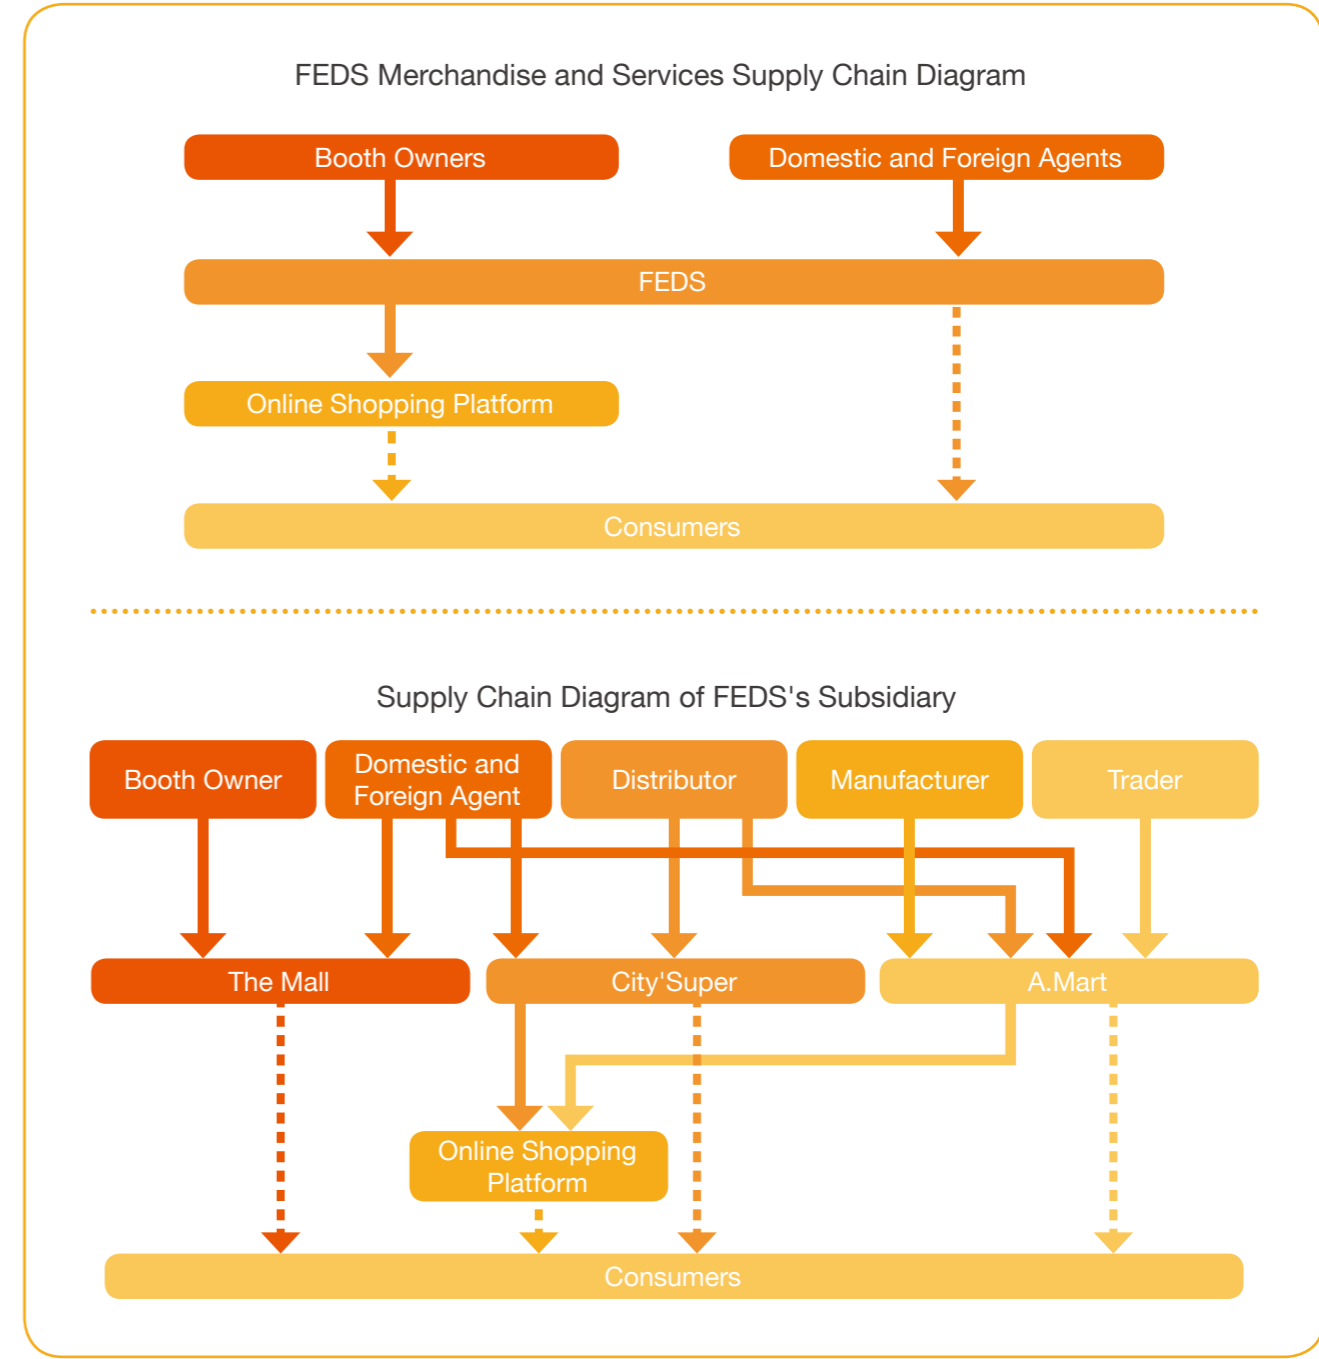 FEDS Merchandise and Services Supply Chain Diagram
Booth Owners
Domestic and Foreign Agents
FEDS
Online Shopping Platform
Consumers
Supply Chain Diagram of FEDS's Subsidiary
Booth Owner
Domestic and
Foreign Agent
Distributor
Manufacturer
Trader
The Mall
City'Super
A.Mart
Online Shopping
Platform
Consumers